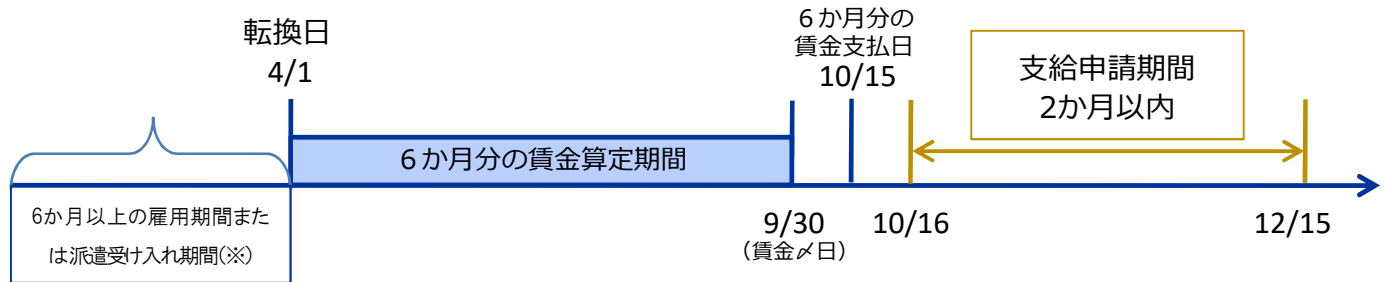 転換日
4/1
6か月分の賃金算定期間
6か月分の
賃金支払日
10/15
支給申請期間
2か月以内
6か月以上の雇用期間また
は派遣受け入れ期間(※)
9/30
(賃金〆日)
10/16
12/15